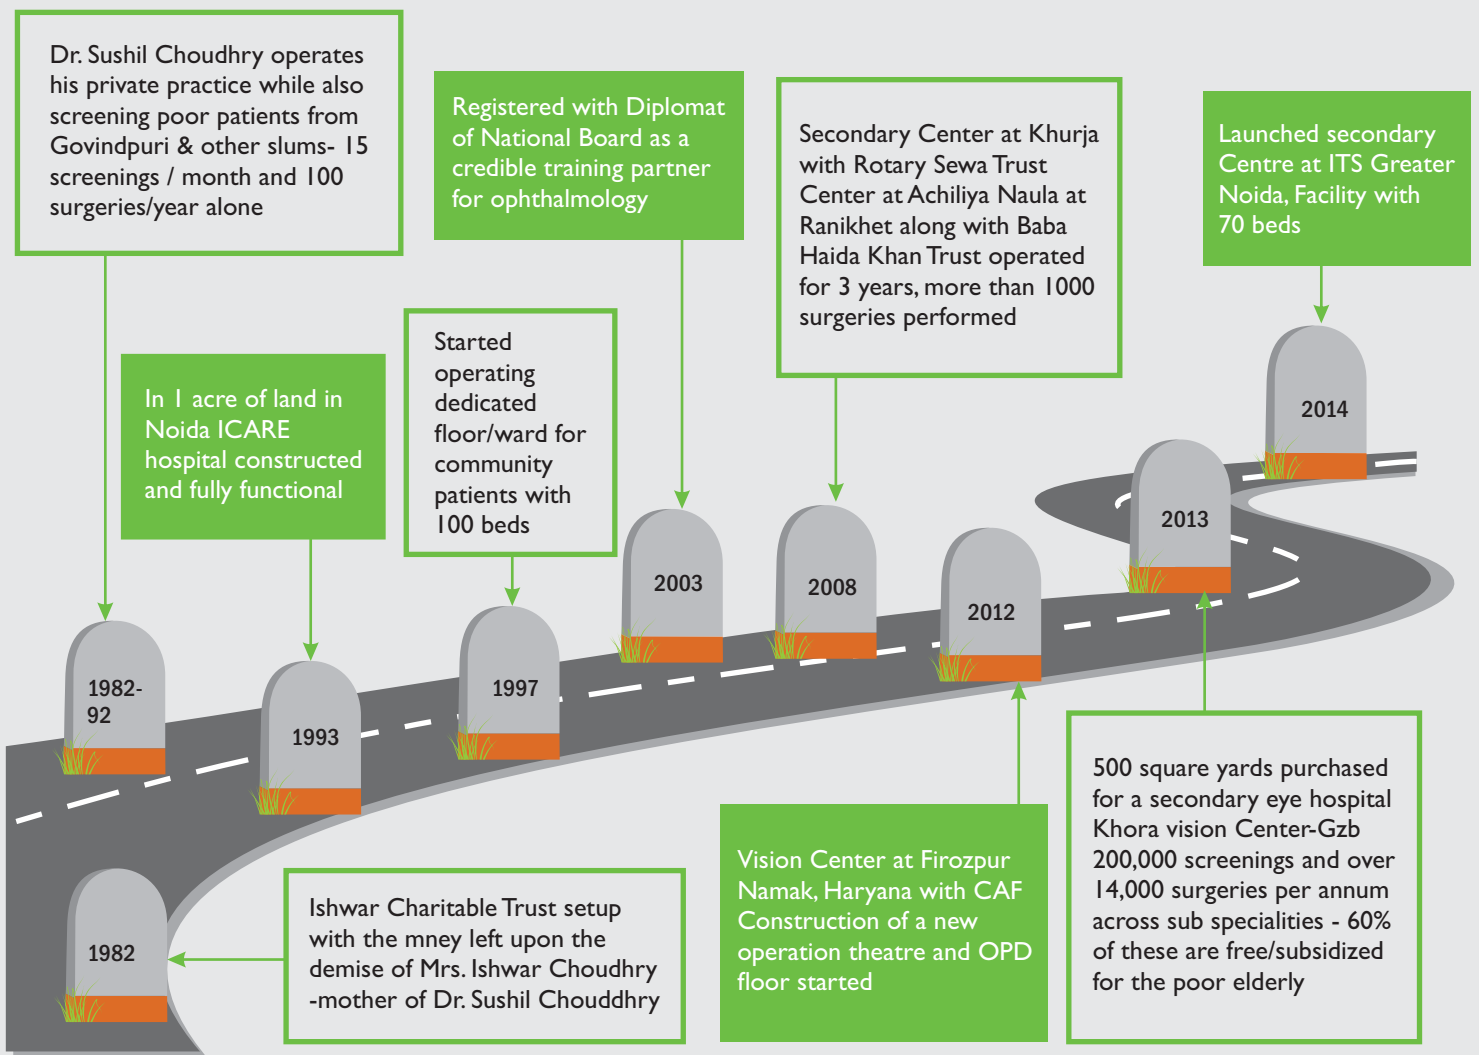 Dr. Sushil Choudhry operates
his private practice while also
screening poor patients from
Govindpuri & other slums- 15
screenings / month and 100
surgeries/year alone
Registered with Diplomat
of National Board as a
credible training partner
for ophthalmology
Secondary Center at Khurja
with Rotary Sewa Trust
Center at Achiliya Naula at
Ranikhet along with Baba
Haida Khan Trust operated
for 3 years, more than 1000
surgeries performed
Launched secondary
Centre at ITS Greater
Noida, Facility with
70 beds
In 1 acre of land in
Noida ICARE
hospital constructed
and fully functional
Started
operating
dedicated
floor/ward for
community
patients with
100 beds
2014
2013
2003
2008
2012
1982-
92
1997
1993
1982
Ishwar Charitable Trust setup
with the mney left upon the
demise of Mrs. Ishwar Choudhry
-mother of Dr. Sushil Chouddhry
Vision Center at Firozpur
Namak, Haryana with CAF
Construction of a new
operation theatre and OPD
floor started
500 square yards purchased
for a secondary eye hospital
Khora vision Center-Gzb
200,000 screenings and over
14,000 surgeries per annum
across sub specialities - 60%
of these are free/subsidized
for the poor elderly